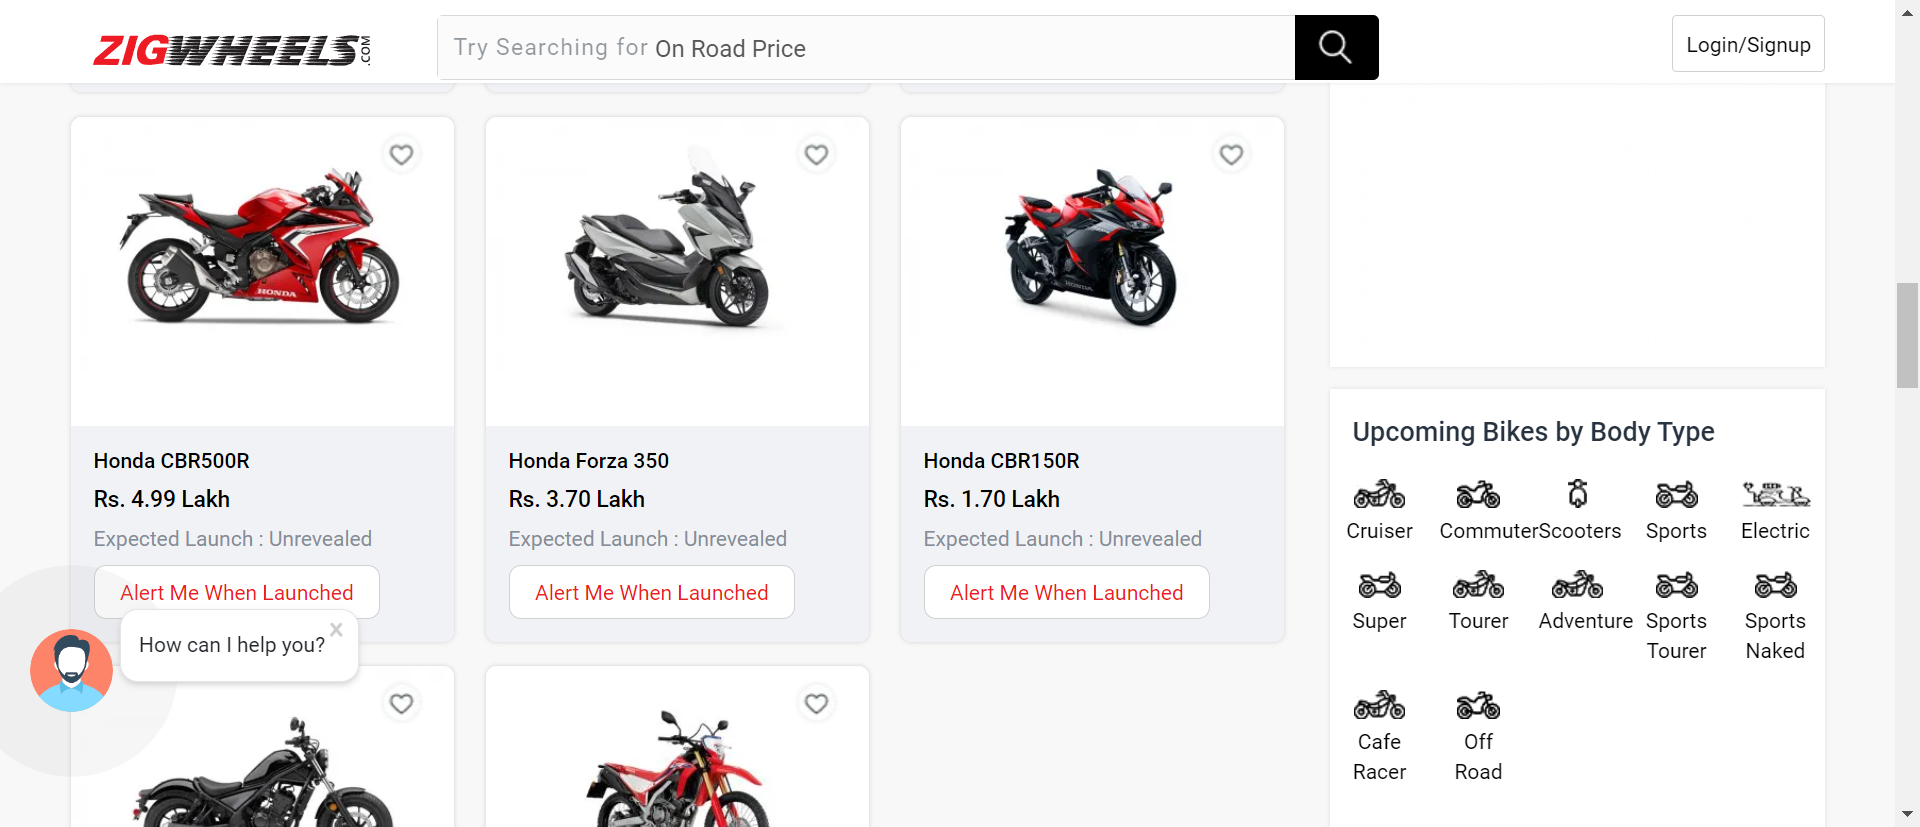 ZIGWHEELS.COM
Try Searching for On Road Price
Login/Signup
HONDA
HONDA
Honda CBR500R
Rs. 4.99 Lakh
Expected Launch : Unrevealed
Alert Me When Launched
Honda Forza 350
Rs. 3.70 Lakh
Expected Launch : Unrevealed
Alert Me When Launched
Honda CBR150R
Rs. 1.70 Lakh
Expected Launch : Unrevealed
Alert Me When Launched
How can I help you?
Upcoming Bikes by Body Type
Cruiser
Commuter
Scooters
Sports
Electric
Super
Tourer
Adventure
Sports
Tourer
Sports
Naked
Cafe
Racer
Off
Road